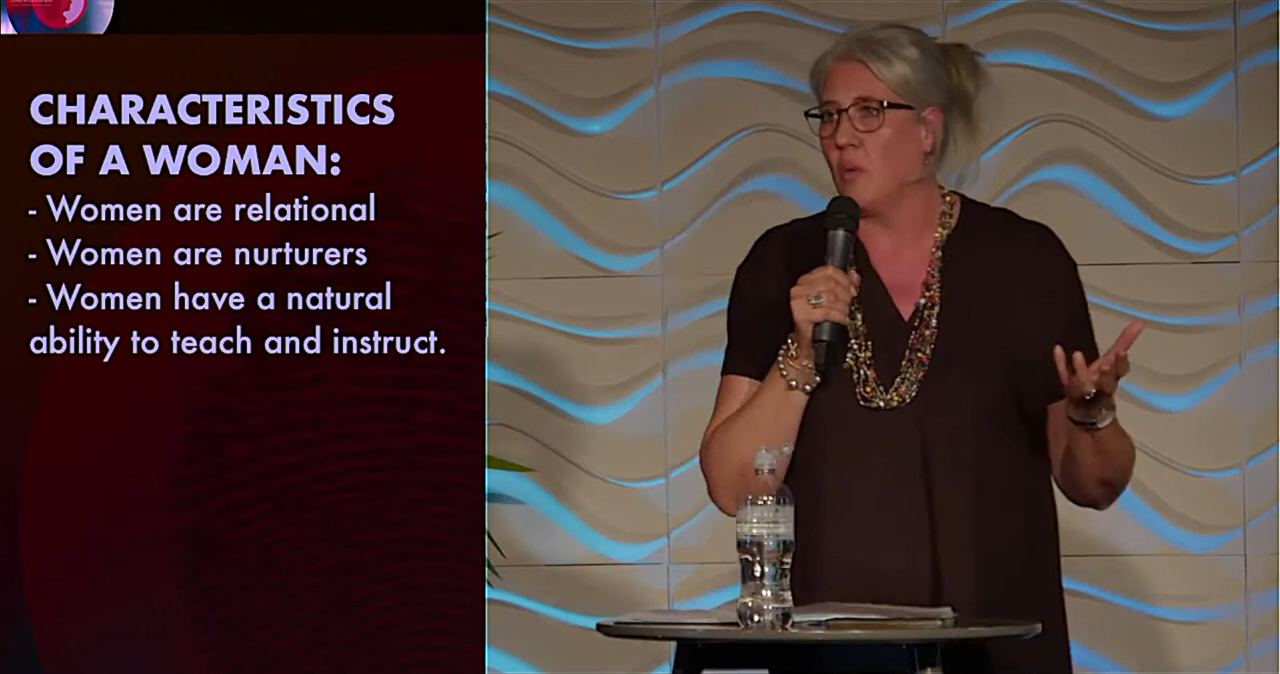 CHARACTERISTICS
OF A WOMAN:
- Women are relational
- Women are nurturers
- Women have a natural
ability to teach and instruct.